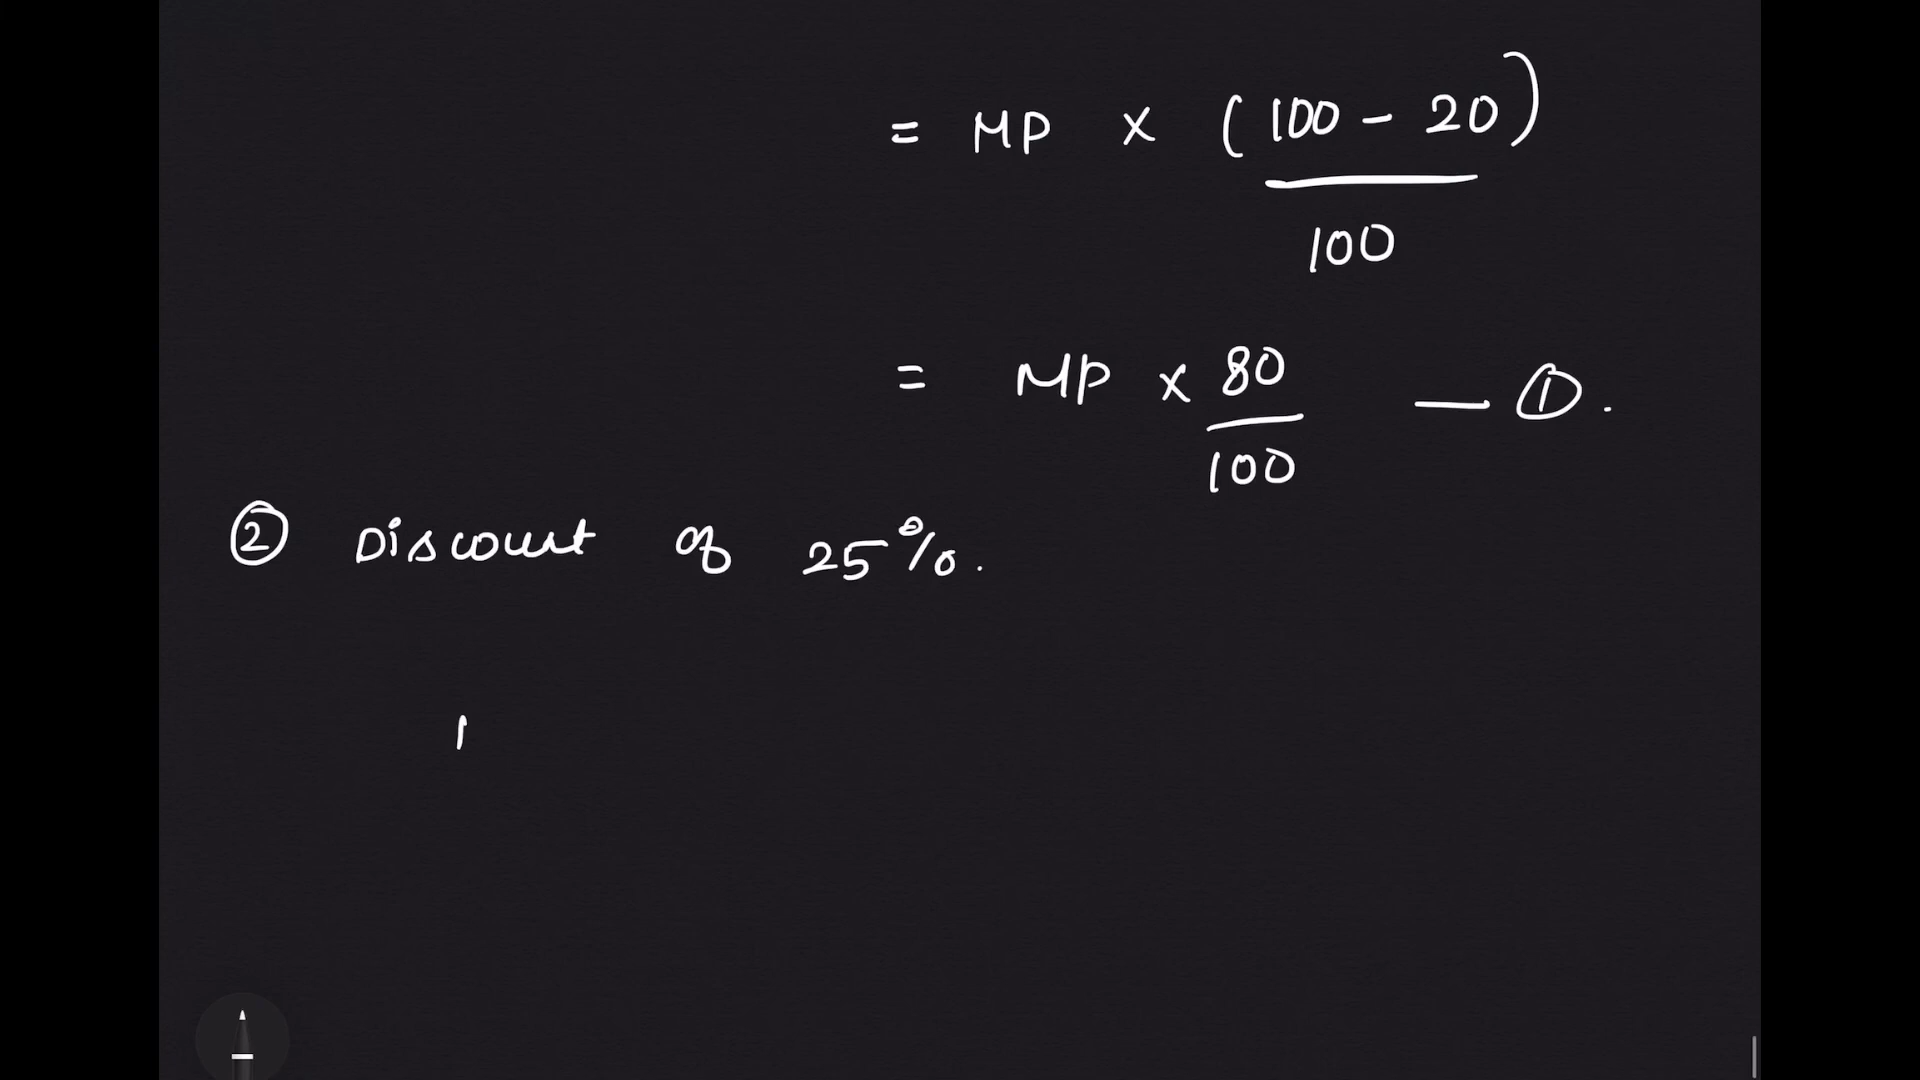 = MP × (100 - 20)
100
= MP × 80 — ①.
100
② Discount of 25%.